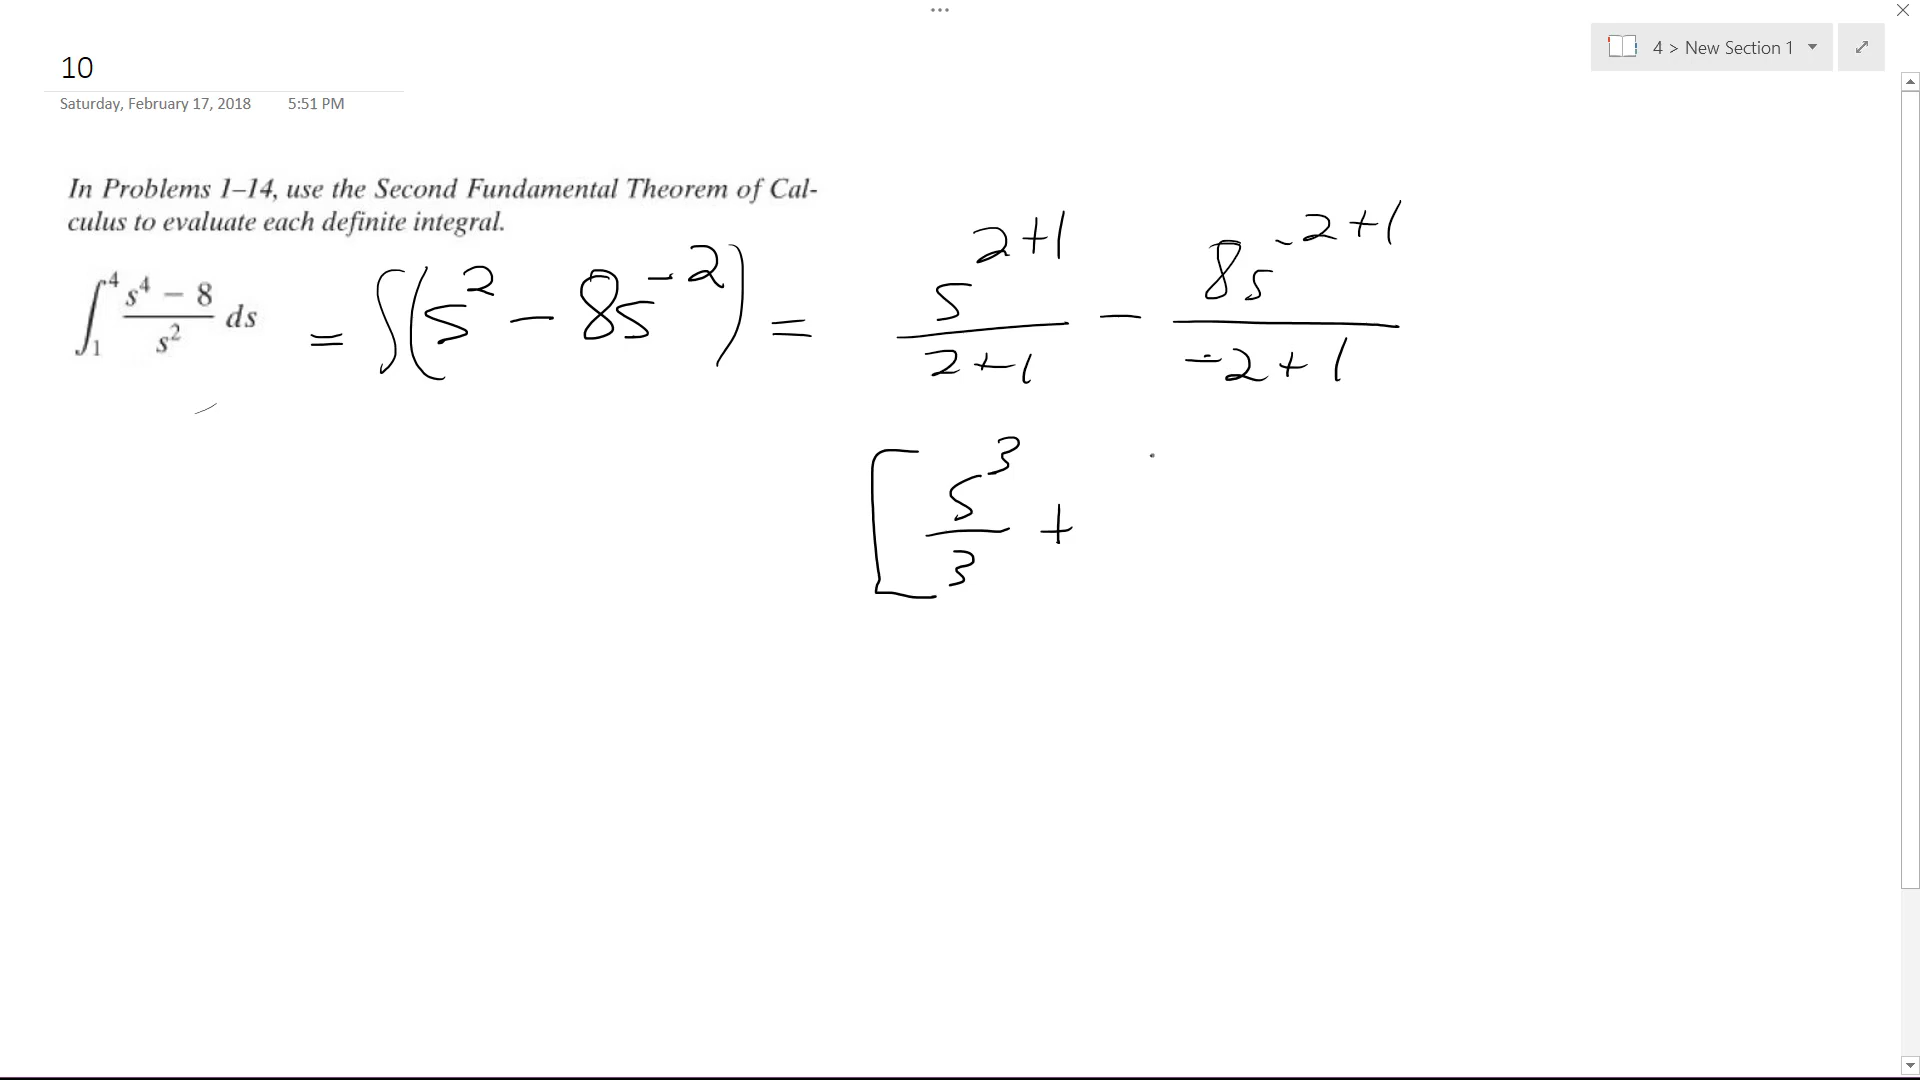 4 > New Section 1
10
Saturday, February 17, 2018 5:51 PM
In Problems 1–14, use the Second Fundamental Theorem of Cal-
culus to evaluate each definite integral.
∫₁⁴ (s⁴ − 8)/s² ds = ∫(s² − 8s⁻²) = s²⁺¹/(2+1) − 8s⁻²⁺¹/(−2+1)
[s³/3 +